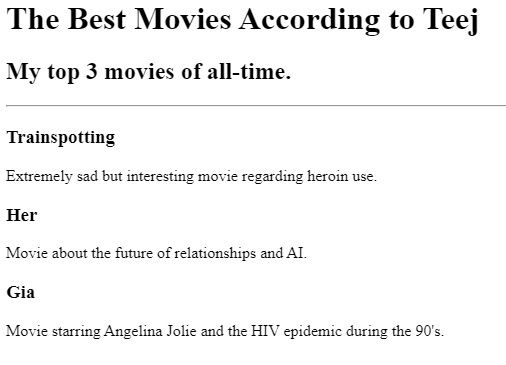 The Best Movies According to Teej
My top 3 movies of all-time.
Trainspotting
Extremely sad but interesting movie regarding heroin use.
Her
Movie about the future of relationships and AI.
Gia
Movie starring Angelina Jolie and the HIV epidemic during the 90's.